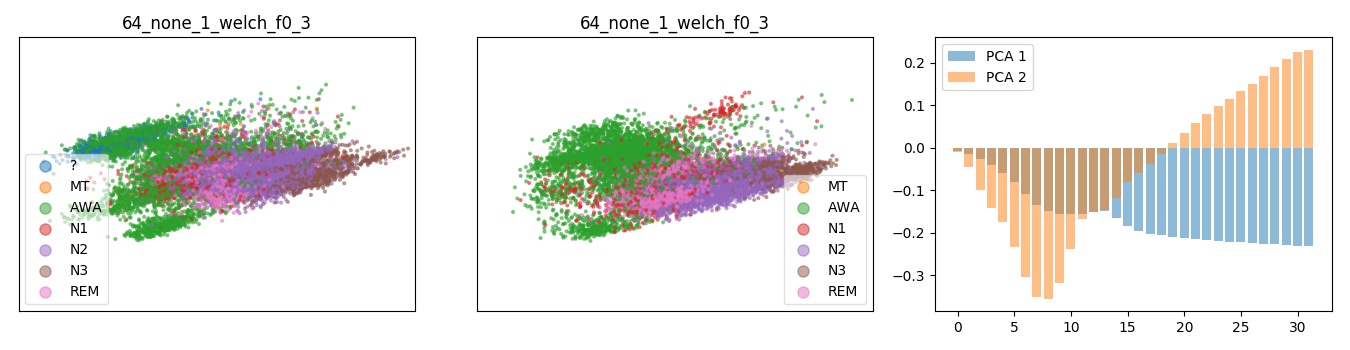 64_none_1_welch_f0_3
?
MT
AWA
N1
N2
N3
REM
64_none_1_welch_f0_3
MT
AWA
N1
N2
N3
REM
PCA 1
PCA 2
0.2
0.1
0.0
−0.1
−0.2
−0.3
0 5 10 15 20 25 30